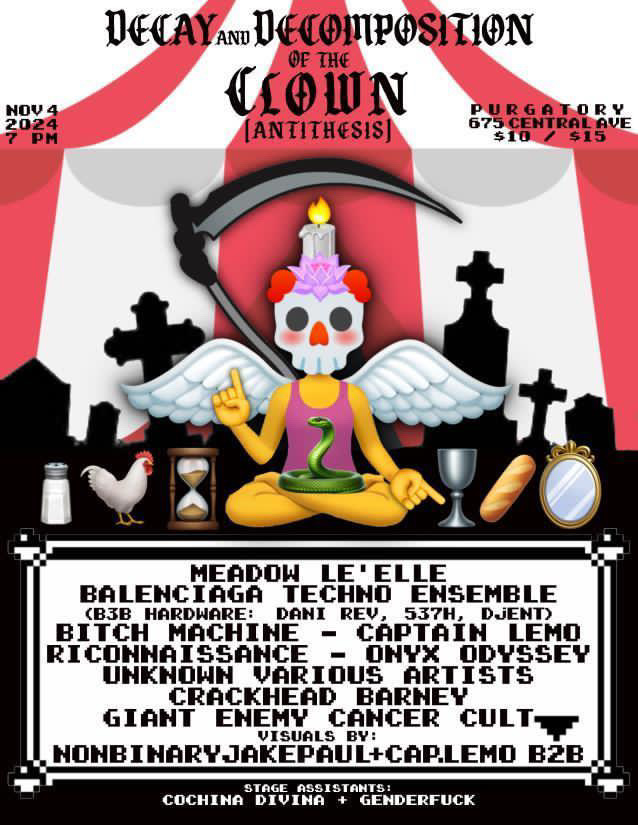 DECAY AND DECOMPOSITION
OF THE
CLOWN
[ANTITHESIS]
NOV 4
2024
7 PM
PURGATORY
675 CENTRAL AVE
$10 / $15
MEADOW LE'ELLE
BALENCIAGA TECHNO ENSEMBLE
(B3B HARDWARE: DANI REV, 537H, DJENT)
BITCH MACHINE - CAPTAIN LEMO
RICONNAISSANCE - ONYX ODYSSEY
UNKNOWN VARIOUS ARTISTS
CRACKHEAD BARNEY
GIANT ENEMY CANCER CULT
VISUALS BY:
NONBINARYJAKEPAUL+CAP.LEMO B2B
STAGE ASSISTANTS:
COCHINA DIVINA + GENDERFUCK